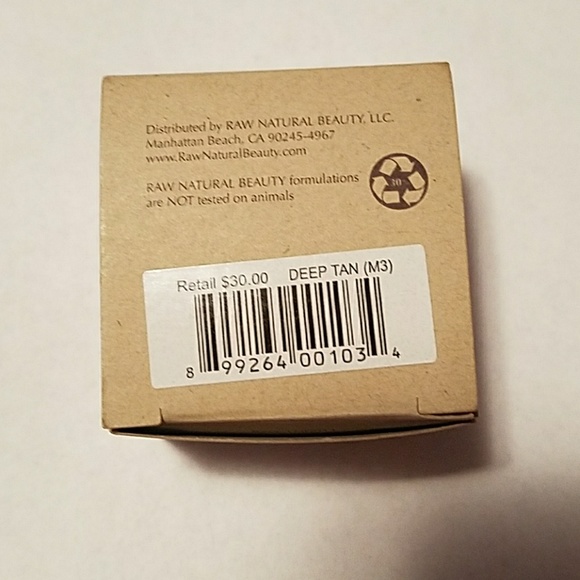 Distributed by RAW NATURAL BEAUTY, LLC.
Manhattan Beach, CA 90245-4967
www.RawNaturalBeauty.com
RAW NATURAL BEAUTY formulations
are NOT tested on animals
Retail $30.00 DEEP TAN (M3)
8 99264 00103 4